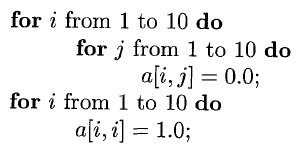 for i from 1 to 10 do
for j from 1 to 10 do
a[i, j] = 0.0;
for i from 1 to 10 do
a[i, i] = 1.0;